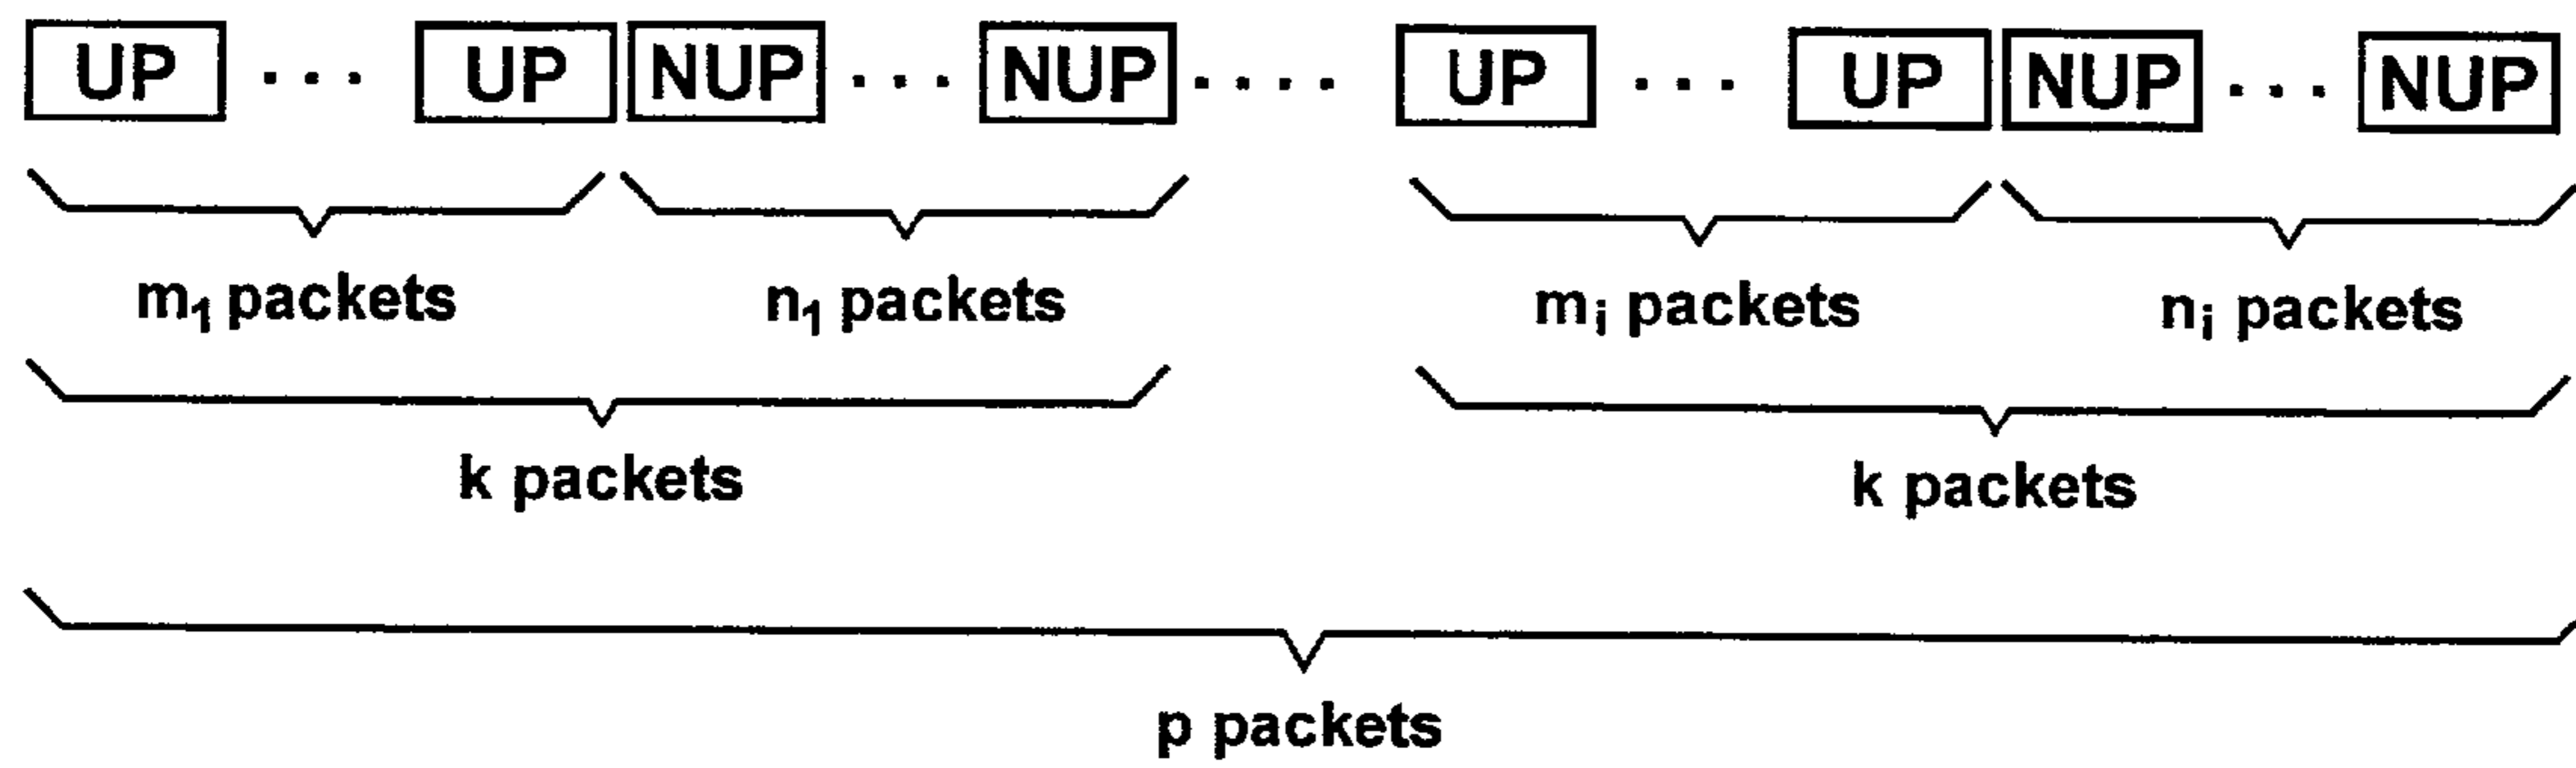 UP ... UP NUP ... NUP .... UP ... UP NUP ... NUP
m₁ packets n₁ packets mᵢ packets nᵢ packets
k packets k packets
p packets